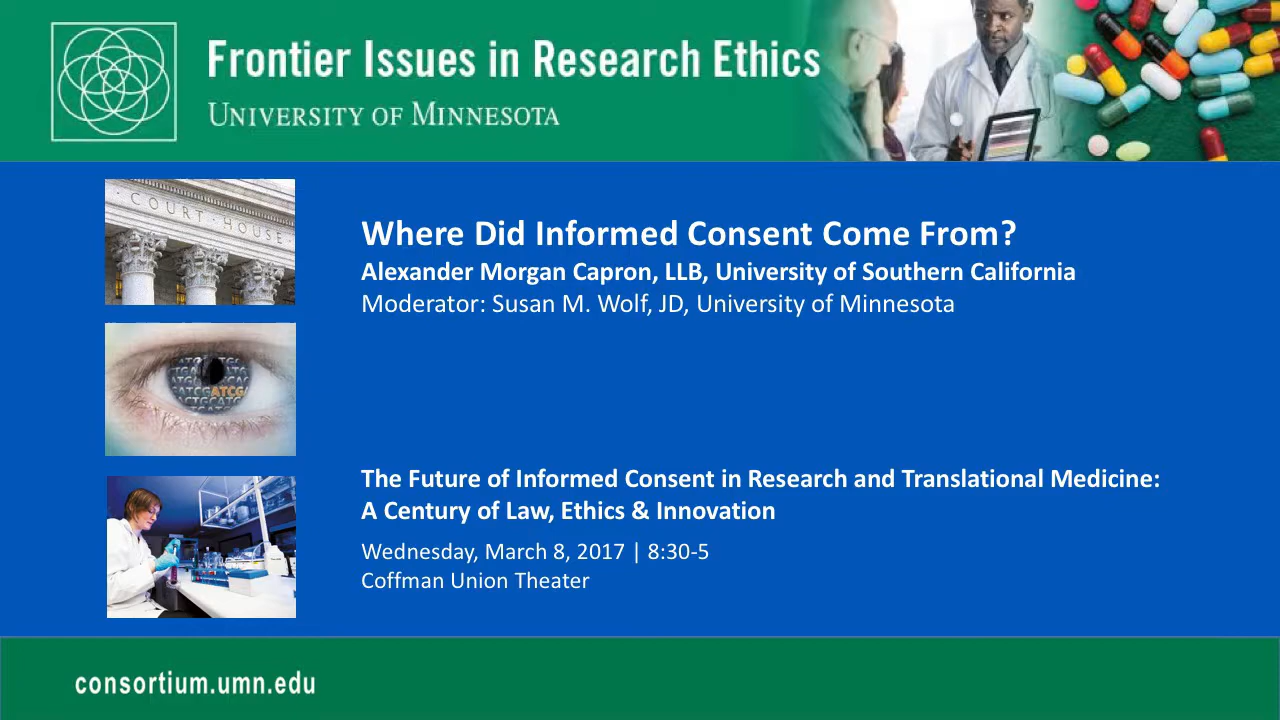 Frontier Issues in Research Ethics
UNIVERSITY OF MINNESOTA
COURT · HOUSE
Where Did Informed Consent Come From?
Alexander Morgan Capron, LLB, University of Southern California
Moderator: Susan M. Wolf, JD, University of Minnesota
The Future of Informed Consent in Research and Translational Medicine:
A Century of Law, Ethics & Innovation
Wednesday, March 8, 2017 | 8:30-5
Coffman Union Theater
consortium.umn.edu